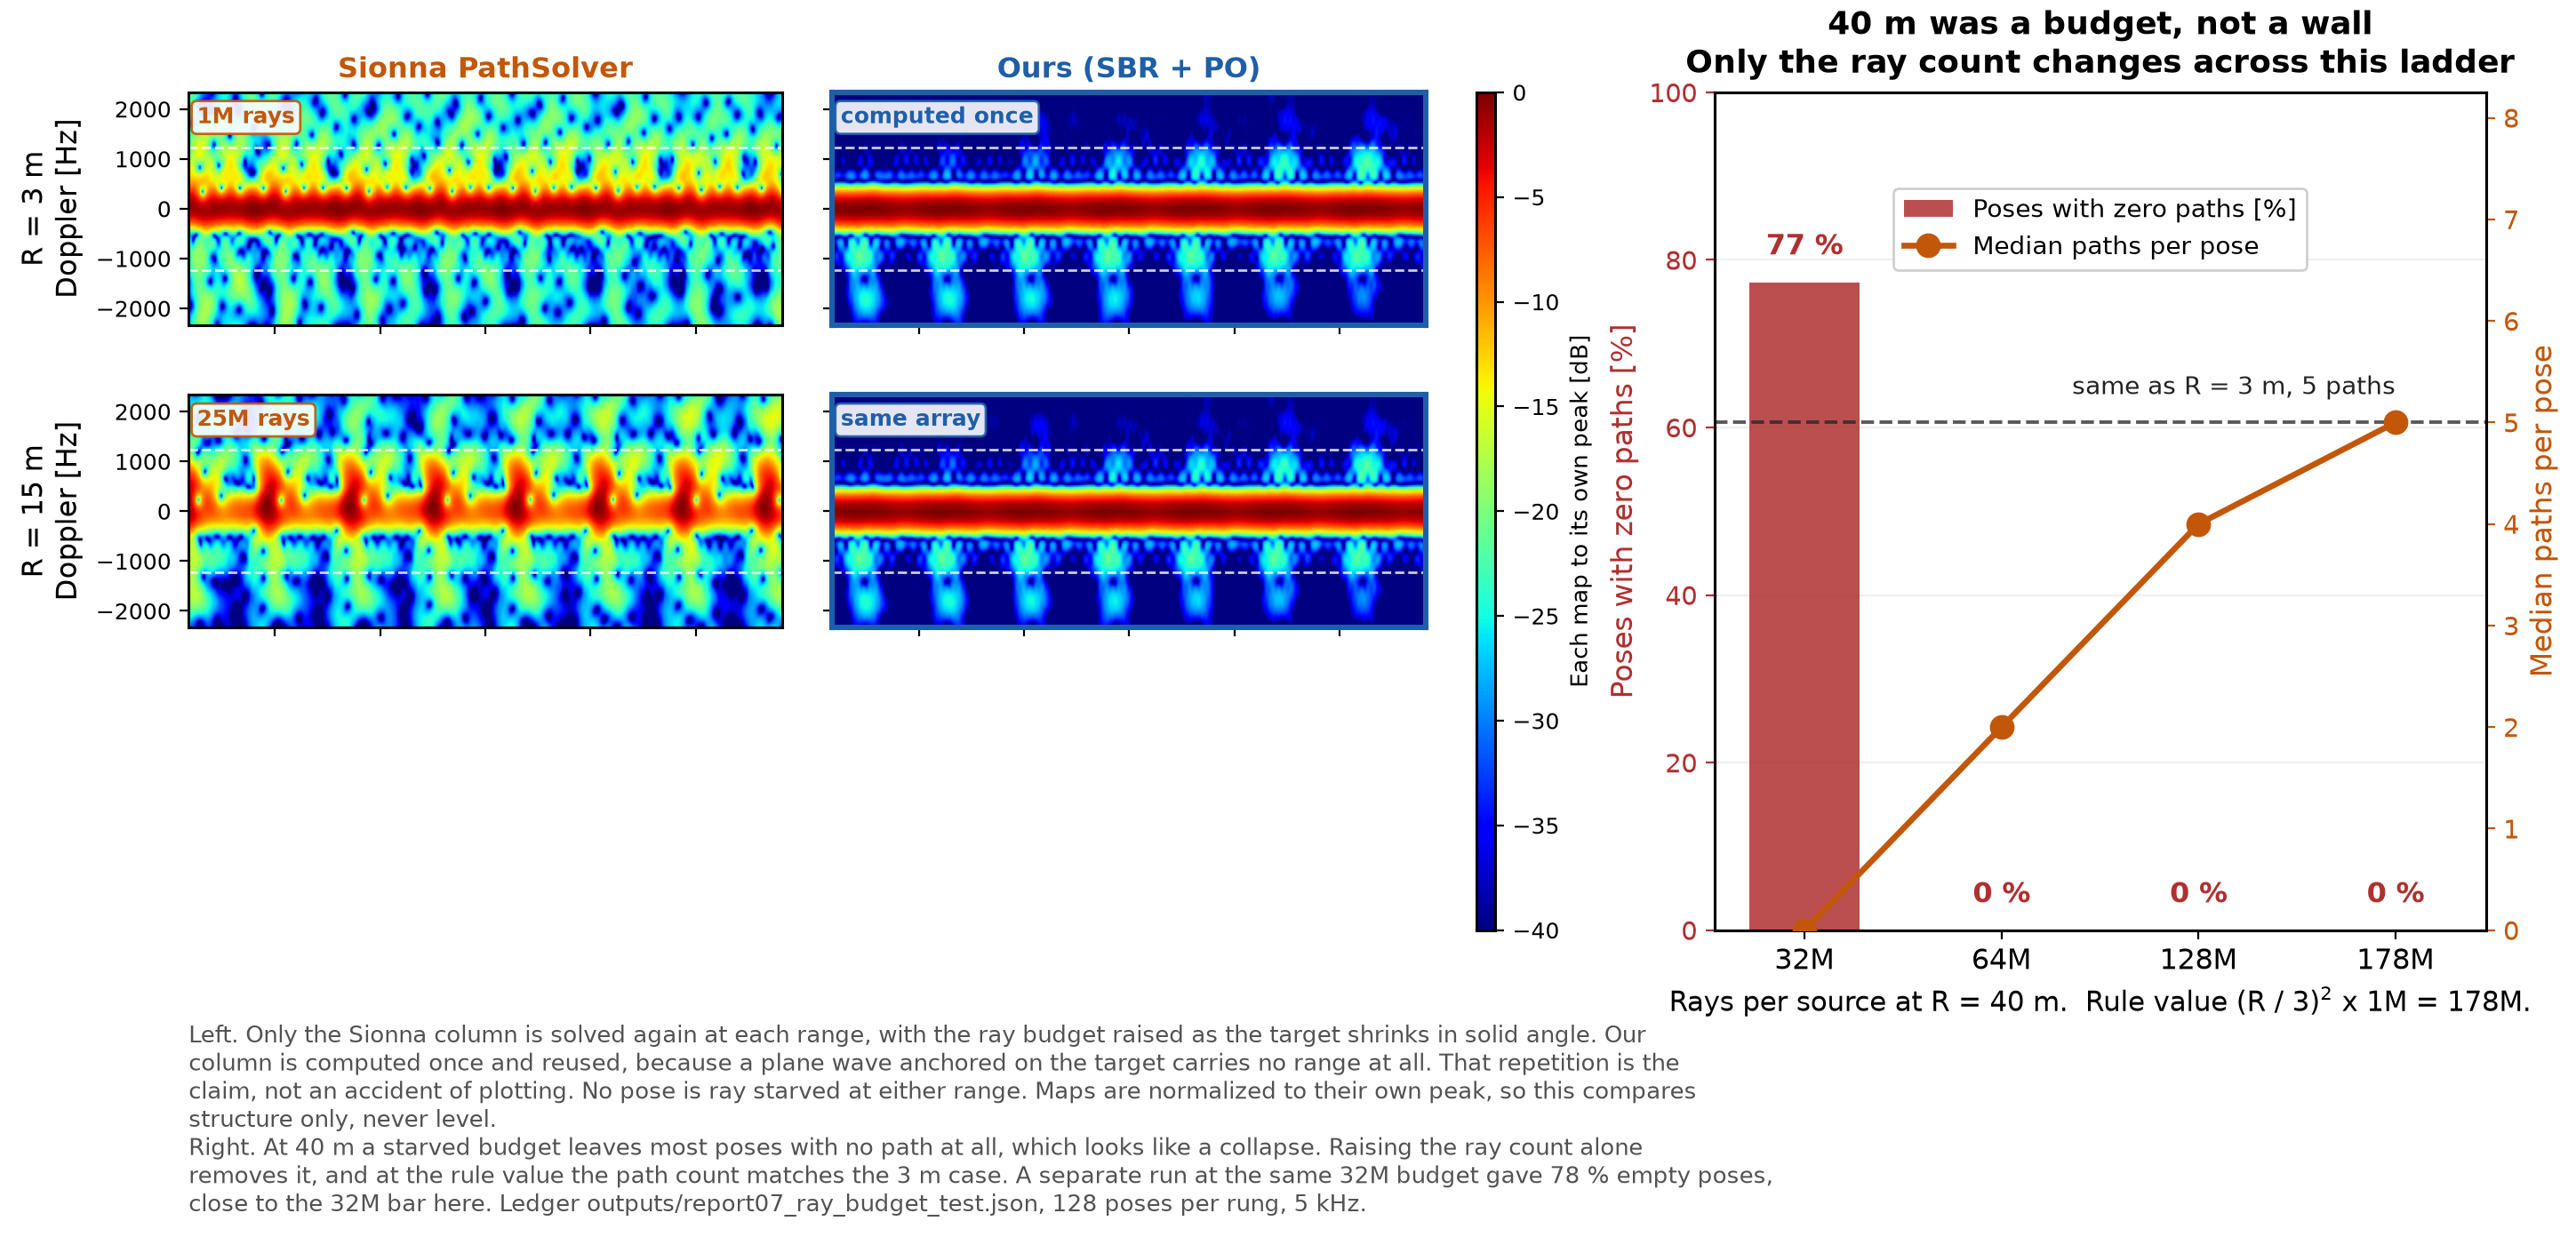 40 m was a budget, not a wall
Only the ray count changes across this ladder
Sionna PathSolver
Ours (SBR + PO)
R = 3 m
Doppler [Hz]
2000
1000
0
−1000
−2000
1M rays
computed once
R = 15 m
Doppler [Hz]
2000
1000
0
−1000
−2000
25M rays
same array
0
−5
−10
−15
−20
−25
−30
−35
−40
Each map to its own peak [dB]
Poses with zero paths [%]
100
80
60
40
20
0
Poses with zero paths [%]
Median paths per pose
77 %
same as R = 3 m, 5 paths
0 %
0 %
0 %
8
7
6
5
4
3
2
1
0
Median paths per pose
32M
64M
128M
178M
Rays per source at R = 40 m.  Rule value (R / 3)² x 1M = 178M.
Left. Only the Sionna column is solved again at each range, with the ray budget raised as the target shrinks in solid angle. Our
column is computed once and reused, because a plane wave anchored on the target carries no range at all. That repetition is the
claim, not an accident of plotting. No pose is ray starved at either range. Maps are normalized to their own peak, so this compares
structure only, never level.
Right. At 40 m a starved budget leaves most poses with no path at all, which looks like a collapse. Raising the ray count alone
removes it, and at the rule value the path count matches the 3 m case. A separate run at the same 32M budget gave 78 % empty poses,
close to the 32M bar here. Ledger outputs/report07_ray_budget_test.json, 128 poses per rung, 5 kHz.